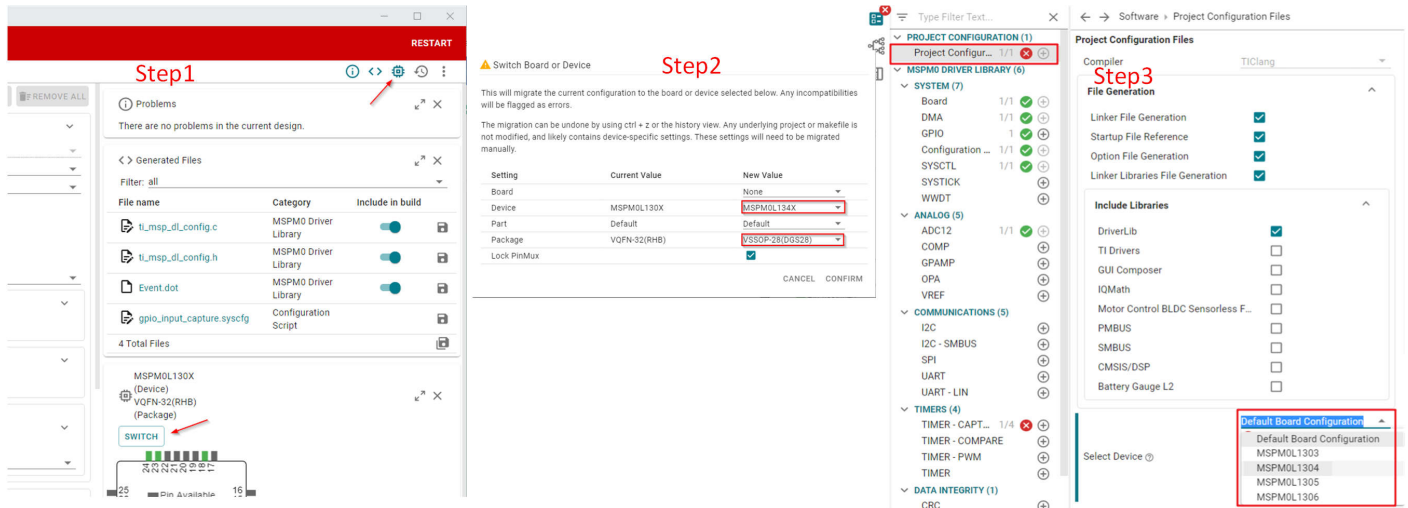 RESTART
Step1
REMOVE ALL
Problems
There are no problems in the current design.
Generated Files
Filter: all
File name Category Include in build
ti_msp_dl_config.c MSPM0 Driver
Library
ti_msp_dl_config.h MSPM0 Driver
Library
Event.dot MSPM0 Driver
Library
gpio_input_capture.syscfg Configuration
Script
4 Total Files
MSPM0L130X
(Device)
VQFN-32(RHB)
(Package)
SWITCH
24 23 22 21 20 19 18 17
25 Pin Available 16
Switch Board or Device
Step2
This will migrate the current configuration to the board or device selected below. Any incompatibilities
will be flagged as errors.
The migration can be undone by using ctrl + z or the history view. Any underlying project or makefile is
not modified, and likely contains device-specific settings. These settings will need to be migrated
manually.
Setting Current Value New Value
Board None
Device MSPM0L130X MSPM0L134X
Part Default Default
Package VQFN-32(RHB) VSSOP-28(DGS28)
Lock PinMux
CANCEL CONFIRM
Type Filter Text...
PROJECT CONFIGURATION (1)
Project Configur... 1/1
MSPM0 DRIVER LIBRARY (6)
SYSTEM (7)
Board 1/1
DMA 1/1
GPIO 1
Configuration ... 1/1
SYSCTL 1/1
SYSTICK
WWDT
ANALOG (5)
ADC12 1/1
COMP
GPAMP
OPA
VREF
COMMUNICATIONS (5)
I2C
I2C - SMBUS
SPI
UART
UART - LIN
TIMERS (4)
TIMER - CAPT... 1/4
TIMER - COMPARE
TIMER - PWM
TIMER
DATA INTEGRITY (1)
CRC
Software > Project Configuration Files
Project Configuration Files
Compiler TIClang
Step3
File Generation
Linker File Generation
Startup File Reference
Option File Generation
Linker Libraries File Generation
Include Libraries
DriverLib
TI Drivers
GUI Composer
IQMath
Motor Control BLDC Sensorless F...
PMBUS
SMBUS
CMSIS/DSP
Battery Gauge L2
Select Device
Default Board Configuration
Default Board Configuration
MSPM0L1303
MSPM0L1304
MSPM0L1305
MSPM0L1306